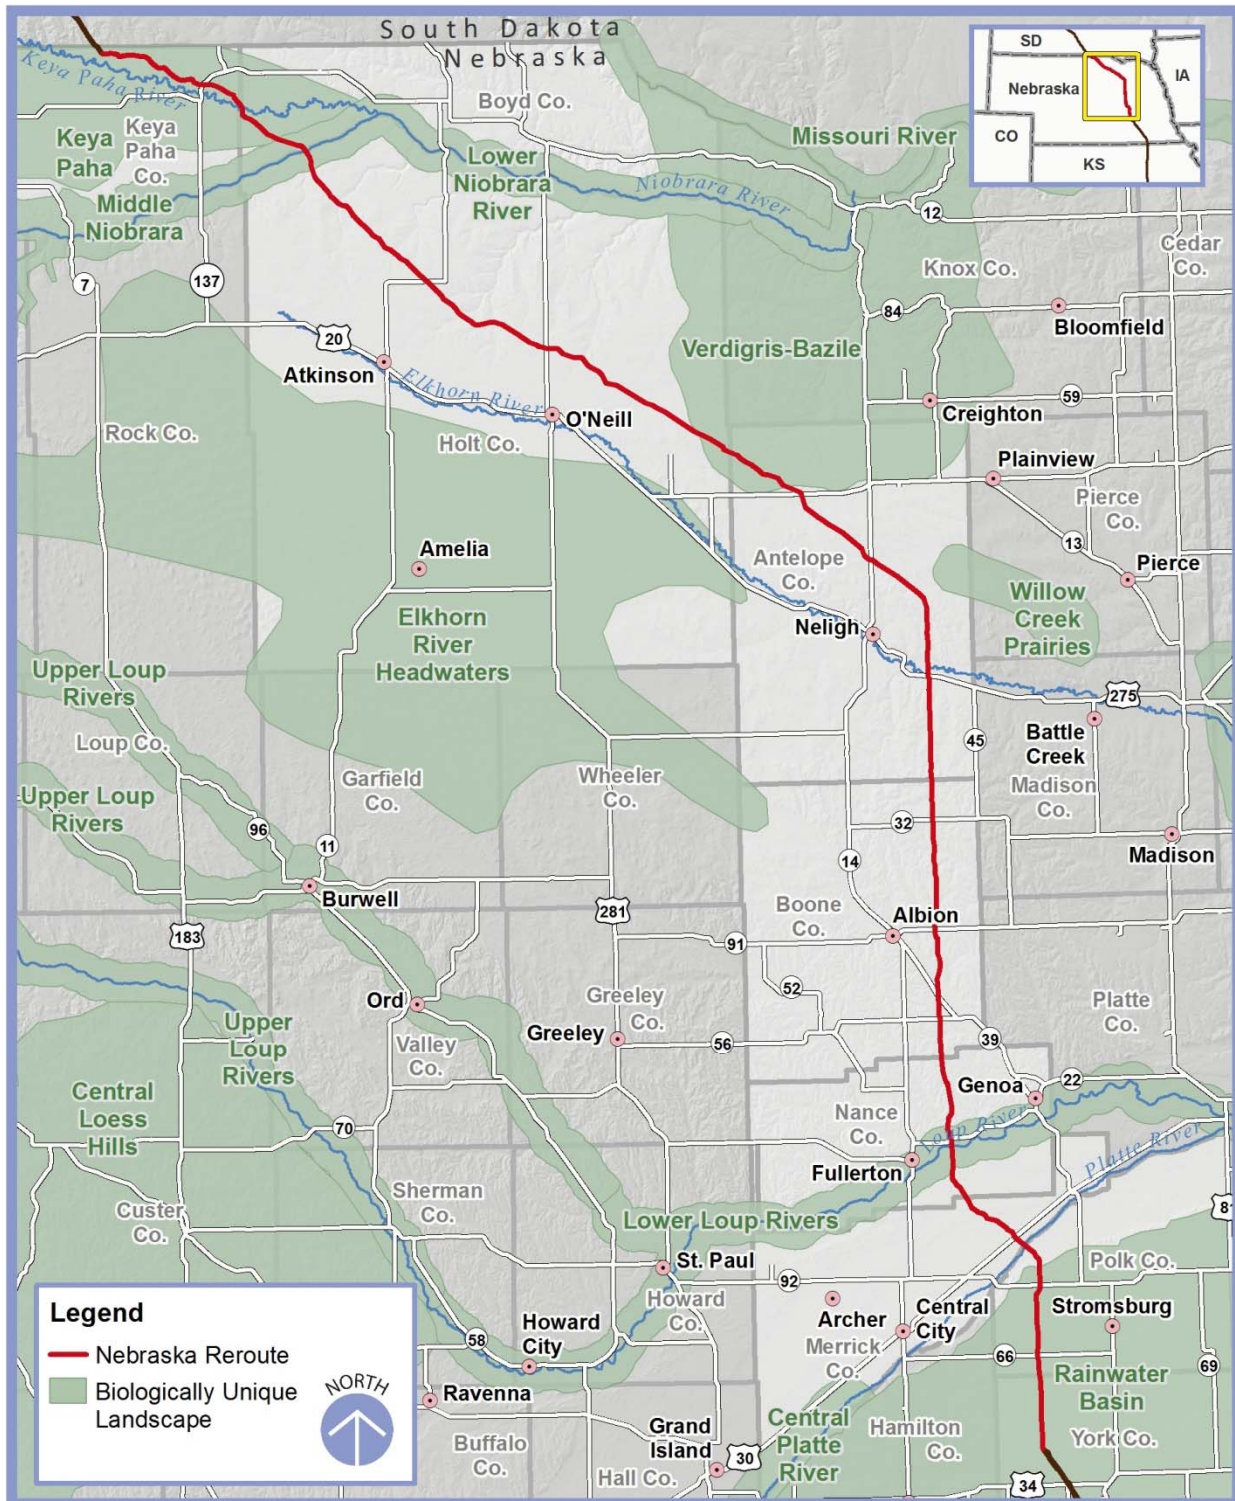 South Dakota
Nebraska
SD
IA
Nebraska
CO
KS
Keya Paha River
Boyd Co.
Keya
Paha
Keya
Paha
Co.
Missouri River
Lower
Niobrara
River
Niobrara River
Middle
Niobrara
12
Cedar
Co.
Knox Co.
7
137
84
Bloomfield
20
Verdigris-Bazile
Atkinson
Elkhorn River
59
Creighton
O'Neill
Rock Co.
Holt Co.
Plainview
Pierce
Co.
13
Amelia
Antelope
Co.
Pierce
Willow
Creek
Prairies
Elkhorn
River
Headwaters
Neligh
Upper Loup
Rivers
275
Loup Co.
45
Battle
Creek
Garfield
Co.
Wheeler
Co.
Madison
Co.
Upper Loup
Rivers
96
11
32
14
Madison
Burwell
281
Boone
Co.
Albion
183
91
Ord
52
Greeley
Co.
Platte
Co.
Upper
Loup
Rivers
Valley
Co.
Greeley
56
39
Central
Loess
Hills
Genoa
22
70
Nance
Co.
Loup River
Platte River
Fullerton
Sherman
Co.
Custer
Co.
Lower Loup Rivers
81
St. Paul
92
Polk Co.
Howard
Co.
Archer
Central
City
Stromsburg
Merrick
Co.
Howard
City
58
66
69
Rainwater
Basin
Ravenna
Grand
Island
Central
Platte
River
Hamilton
Co.
York Co.
Buffalo
Co.
30
Hall Co.
34
Legend
Nebraska Reroute
Biologically Unique
Landscape
NORTH